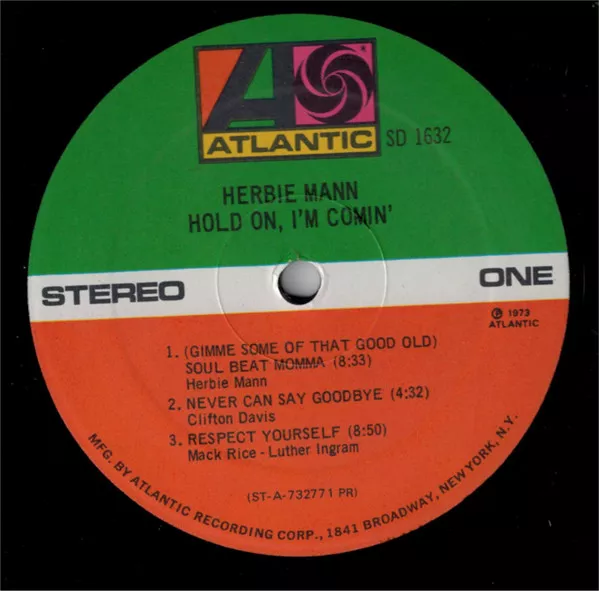 ATLANTIC
SD 1632
HERBIE MANN
HOLD ON, I'M COMIN'
STEREO
ONE
℗ 1973
ATLANTIC
1. (GIMME SOME OF THAT GOOD OLD)
SOUL BEAT MOMMA (8:33)
Herbie Mann
2. NEVER CAN SAY GOODBYE (4:32)
Clifton Davis
3. RESPECT YOURSELF (8:50)
Mack Rice - Luther Ingram
(ST-A-732771 PR)
MFG. BY ATLANTIC RECORDING CORP., 1841 BROADWAY, NEW YORK, N.Y.